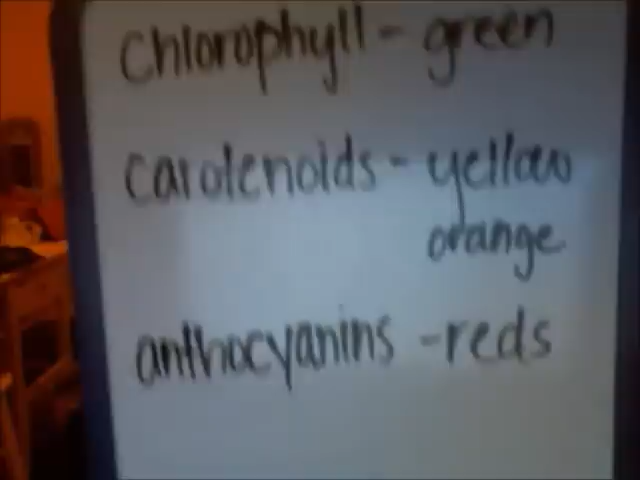 chlorophyll - green
carotenoids - yellow
orange
anthocyanins - reds